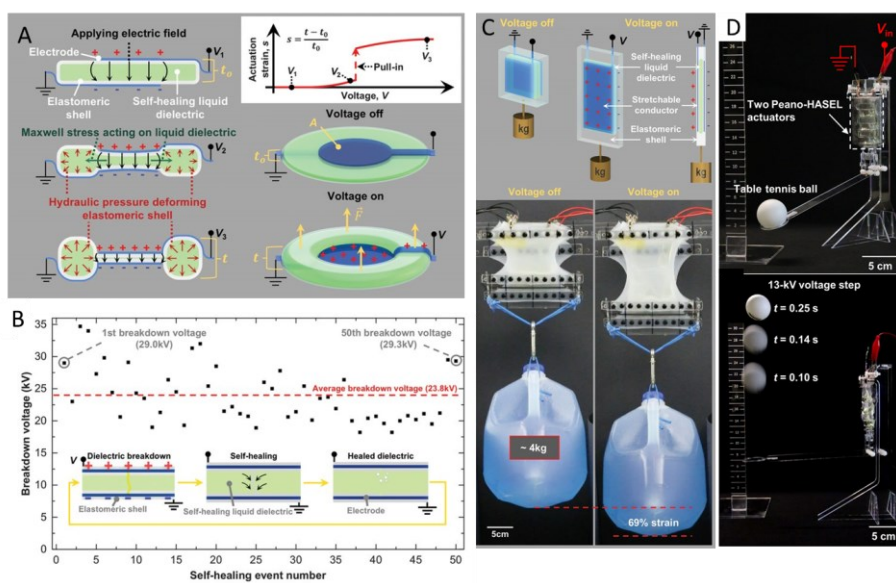 A
Applying electric field
Electrode
V₁
t₀
Elastomeric
shell
Self-healing liquid
dielectric
Maxwell stress acting on liquid dielectric
V₂
Hydraulic pressure deforming
elastomeric shell
V₃
t
Actuation
strain, s
s = (t − t₀)/t₀
Pull-in
V₁
V₂
V₃
Voltage, V
Voltage off
A
t₀
Voltage on
F
V
t
B
Breakdown voltage (kV)
35
30
25
20
15
10
5
0
1st breakdown voltage
(29.0kV)
50th breakdown voltage
(29.3kV)
Average breakdown voltage (23.8kV)
V
Dielectric breakdown
Self-healing
Healed dielectric
Elastomeric shell
Self-healing liquid dielectric
Electrode
0 5 10 15 20 25 30 35 40 45 50
Self-healing event number
C
Voltage off
Voltage on
V
V
V
Self-healing
liquid dielectric
Stretchable
conductor
Elastomeric
shell
kg
kg
kg
Voltage off
Voltage on
~ 4kg
5cm
69% strain
D
Vin
Two Peano-HASEL
actuators
Table tennis ball
5 cm
13-kV voltage step
t = 0.25 s
t = 0.14 s
t = 0.10 s
5 cm